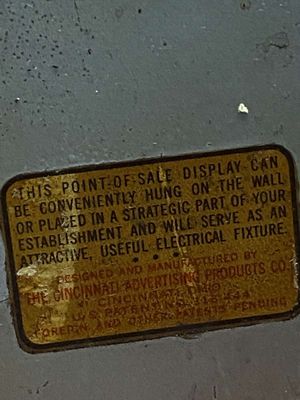 THIS POINT-OF-SALE DISPLAY CAN
BE CONVENIENTLY HUNG ON THE WALL
OR PLACED IN A STRATEGIC PART OF YOUR
ESTABLISHMENT AND WILL SERVE AS AN
ATTRACTIVE, USEFUL ELECTRICAL FIXTURE.
DESIGNED AND MANUFACTURED BY
THE CINCINNATI ADVERTISING PRODUCTS CO.
CINCINNATI, OHIO
U.S. PATENT NO.
FOREIGN AND OTHER PATENTS PENDING